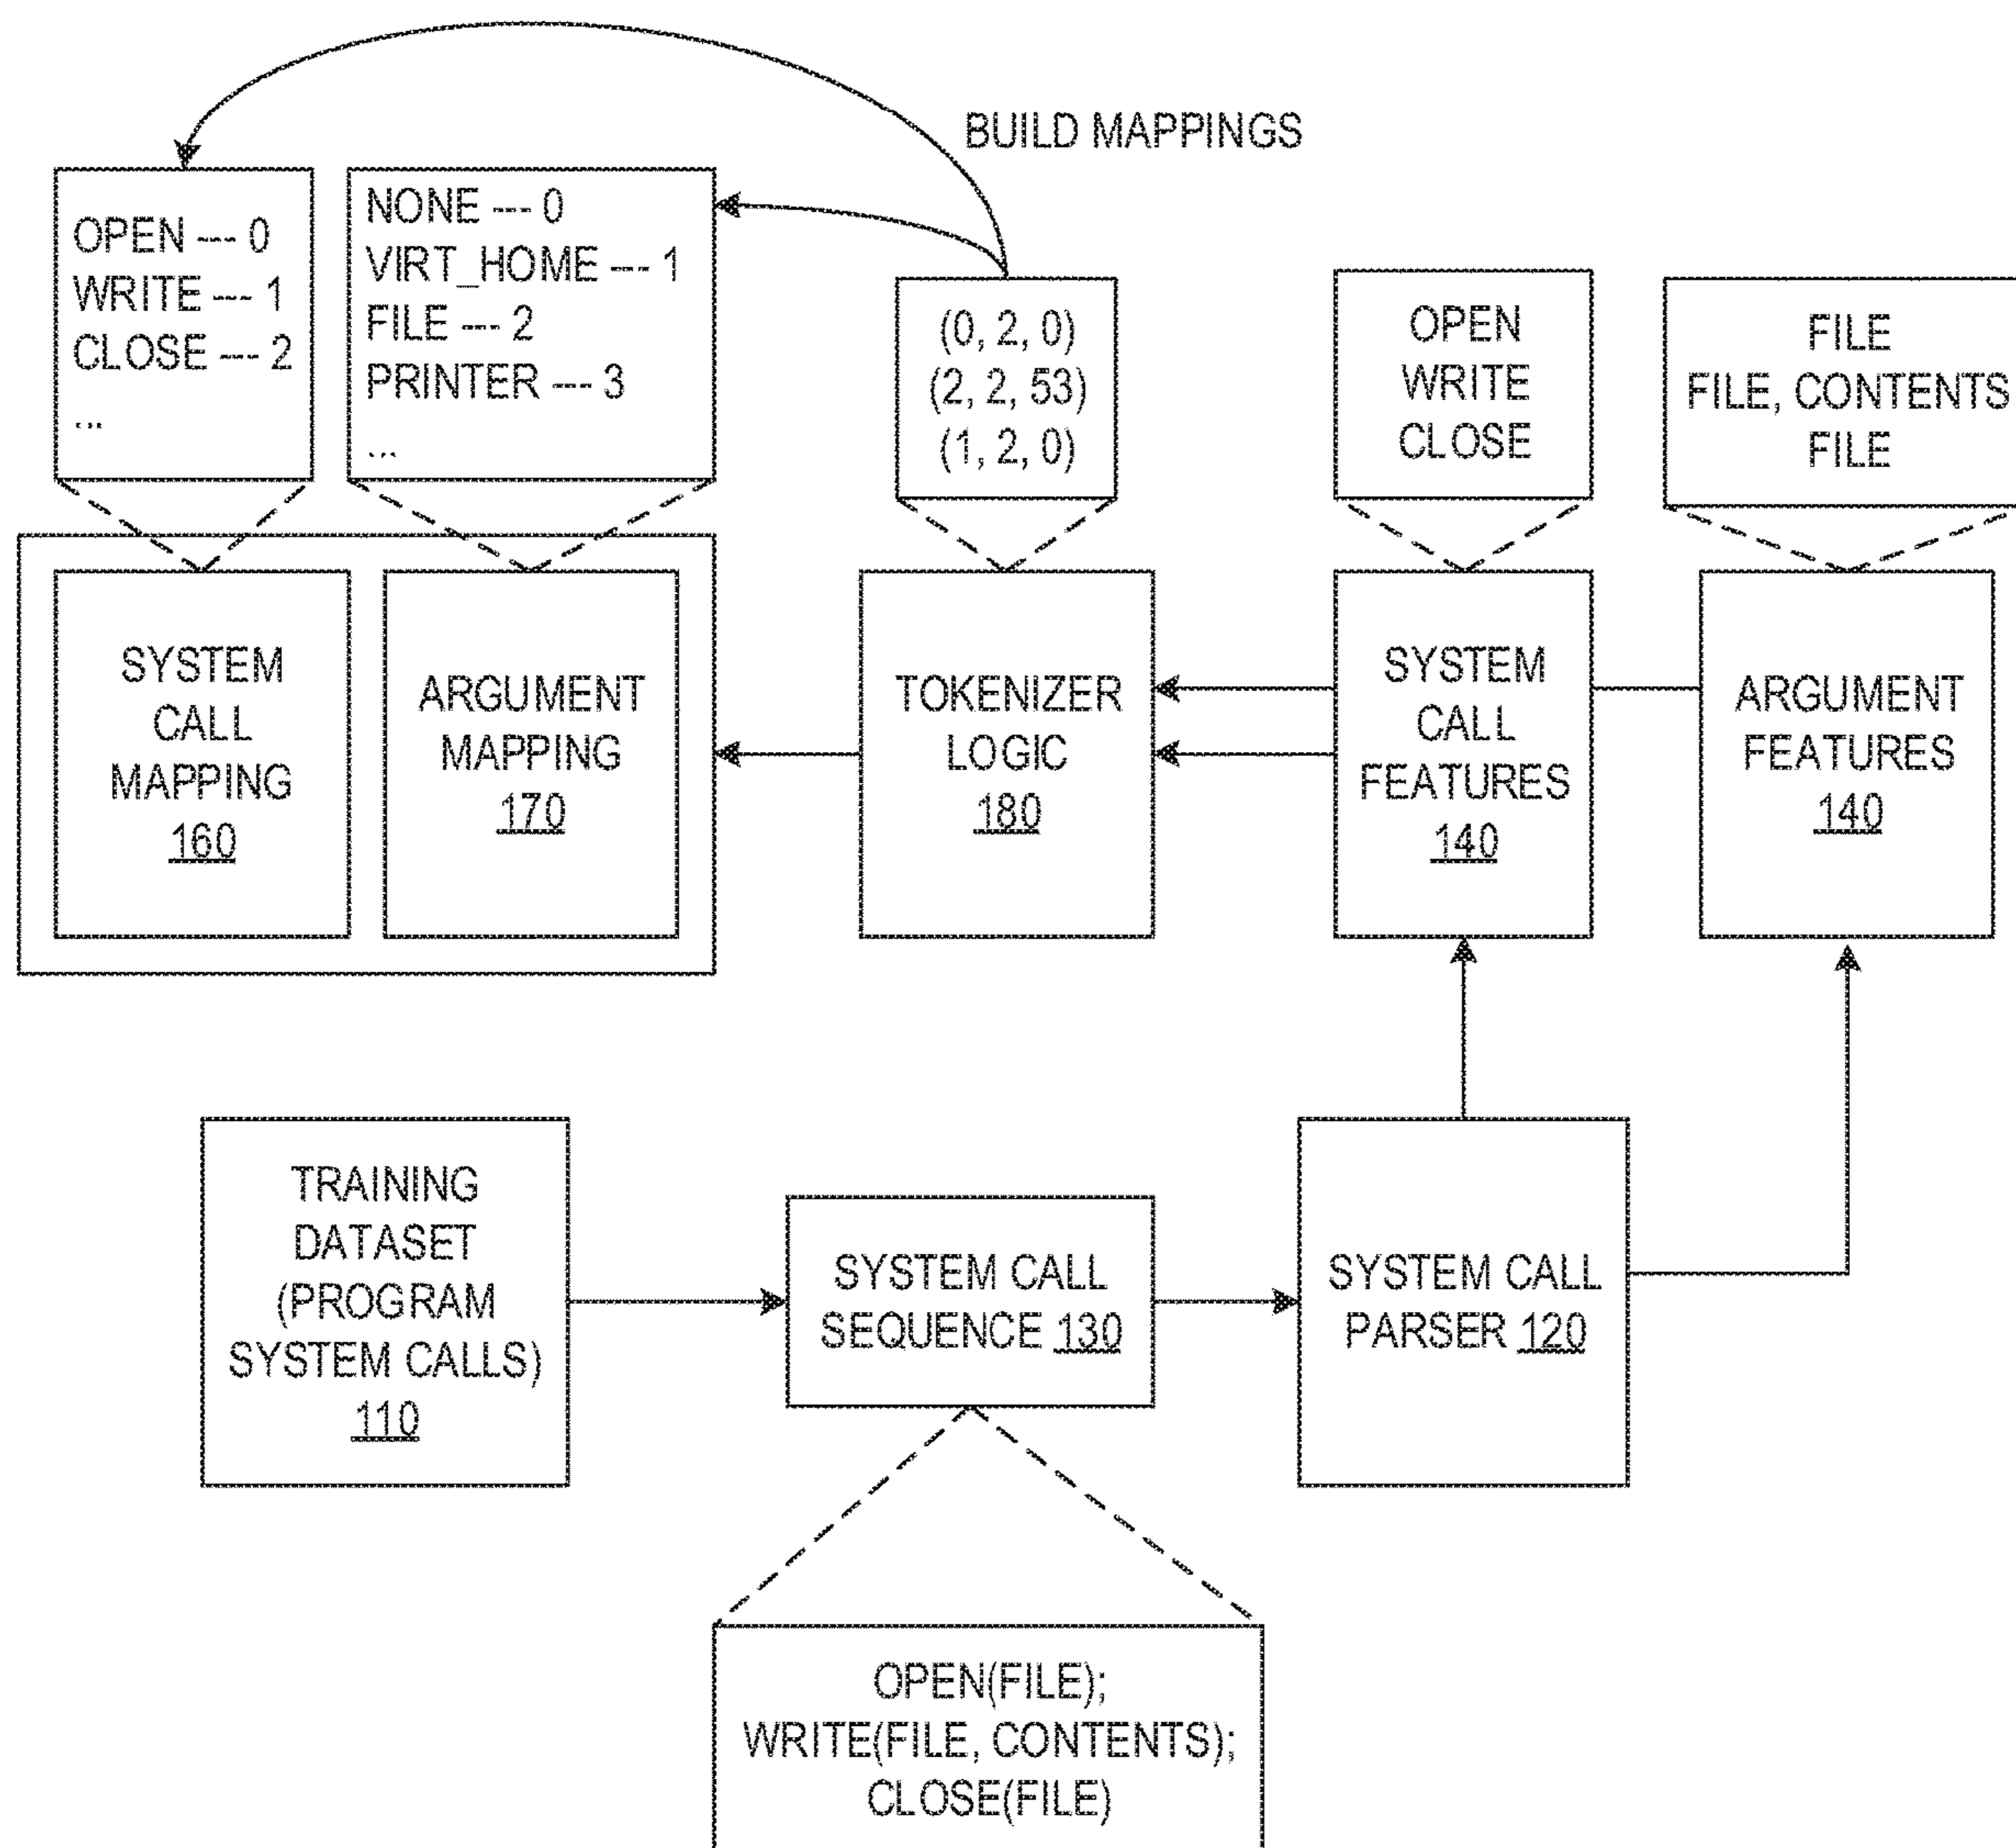 BUILD MAPPINGS
OPEN --- 0
WRITE --- 1
CLOSE --- 2
...
NONE --- 0
VIRT_HOME --- 1
FILE --- 2
PRINTER --- 3
...
(0, 2, 0)
(2, 2, 53)
(1, 2, 0)
OPEN
WRITE
CLOSE
FILE
FILE, CONTENTS
FILE
SYSTEM
CALL
MAPPING
160
ARGUMENT
MAPPING
170
TOKENIZER
LOGIC
180
SYSTEM
CALL
FEATURES
140
ARGUMENT
FEATURES
140
TRAINING
DATASET
(PROGRAM
SYSTEM CALLS)
110
SYSTEM CALL
SEQUENCE 130
SYSTEM CALL
PARSER 120
OPEN(FILE);
WRITE(FILE, CONTENTS);
CLOSE(FILE)